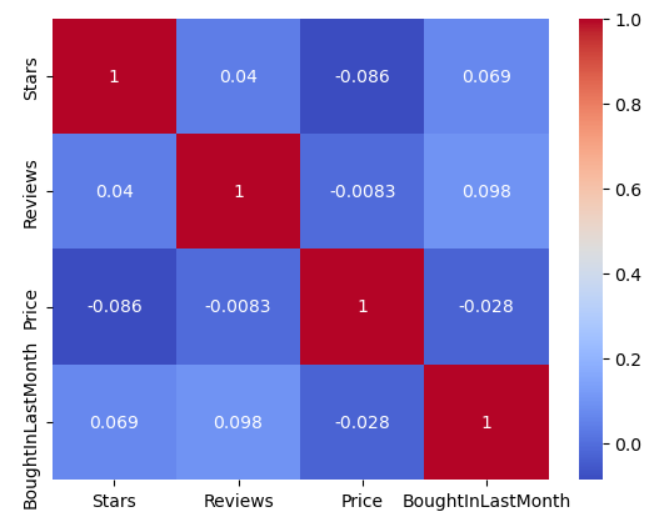 Stars 1 0.04 -0.086 0.069
Reviews 0.04 1 -0.0083 0.098
Price -0.086 -0.0083 1 -0.028
BoughtInLastMonth 0.069 0.098 -0.028 1
Stars Reviews Price BoughtInLastMonth
1.0
0.8
0.6
0.4
0.2
0.0